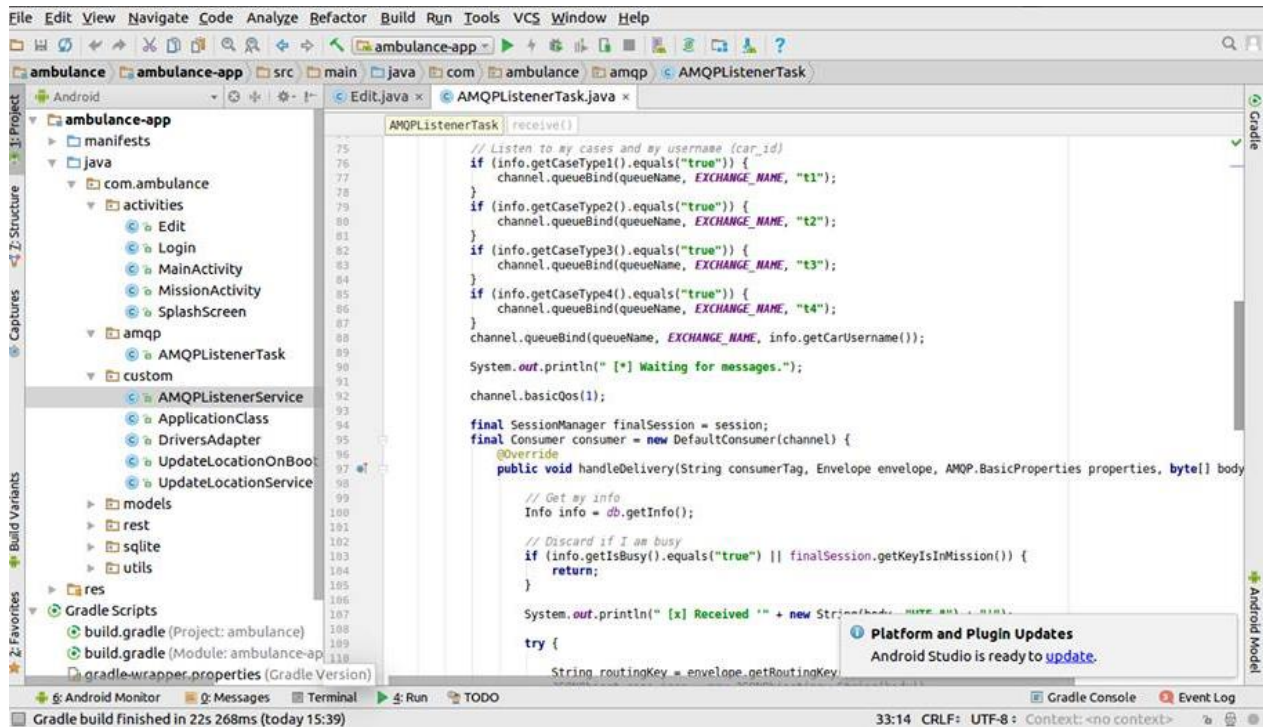 File Edit View Navigate Code Analyze Refactor Build Run Tools VCS Window Help
ambulance-app
ambulance ambulance-app src main java com ambulance amqp AMQPListenerTask
Android
Edit.java × AMQPListenerTask.java ×
1: Project
7: Structure
Captures
Build Variants
2: Favorites
ambulance-app
manifests
java
com.ambulance
activities
Edit
Login
MainActivity
MissionActivity
SplashScreen
amqp
AMQPListenerTask
custom
AMQPListenerService
ApplicationClass
DriversAdapter
UpdateLocationOnBoot
UpdateLocationService
models
rest
sqlite
utils
res
Gradle Scripts
build.gradle (Project: ambulance)
build.gradle (Module: ambulance-ap
gradle-wrapper.properties (Gradle Version)
AMQPListenerTask receive()
75 // Listen to my cases and my username (car_id)
76 if (info.getCaseType1().equals("true")) {
77 channel.queueBind(queueName, EXCHANGE_NAME, "t1");
78 }
79 if (info.getCaseType2().equals("true")) {
80 channel.queueBind(queueName, EXCHANGE_NAME, "t2");
81 }
82 if (info.getCaseType3().equals("true")) {
83 channel.queueBind(queueName, EXCHANGE_NAME, "t3");
84 }
85 if (info.getCaseType4().equals("true")) {
86 channel.queueBind(queueName, EXCHANGE_NAME, "t4");
87 }
88 channel.queueBind(queueName, EXCHANGE_NAME, info.getCarUsername());
89
90 System.out.println(" [*] Waiting for messages.");
91
92 channel.basicQos(1);
93
94 final SessionManager finalSession = session;
95 final Consumer consumer = new DefaultConsumer(channel) {
96 @Override
97 public void handleDelivery(String consumerTag, Envelope envelope, AMQP.BasicProperties properties, byte[] body
98
99 // Get my info
100 Info info = db.getInfo();
101
102 // Discard if I am busy
103 if (info.getIsBusy().equals("true") || finalSession.getKeyIsInMission()) {
104 return;
105 }
106
107 System.out.println(" [x] Received '" + new String(body, "UTF-8") + "'");
108
109 try {
110
String routingKey = envelope.getRoutingKey
Gradle
Android Model
Platform and Plugin Updates
Android Studio is ready to update.
6: Android Monitor 0: Messages Terminal 4: Run TODO Gradle Console Event Log
Gradle build finished in 22s 268ms (today 15:39) 33:14 CRLF: UTF-8: Context: <no context>